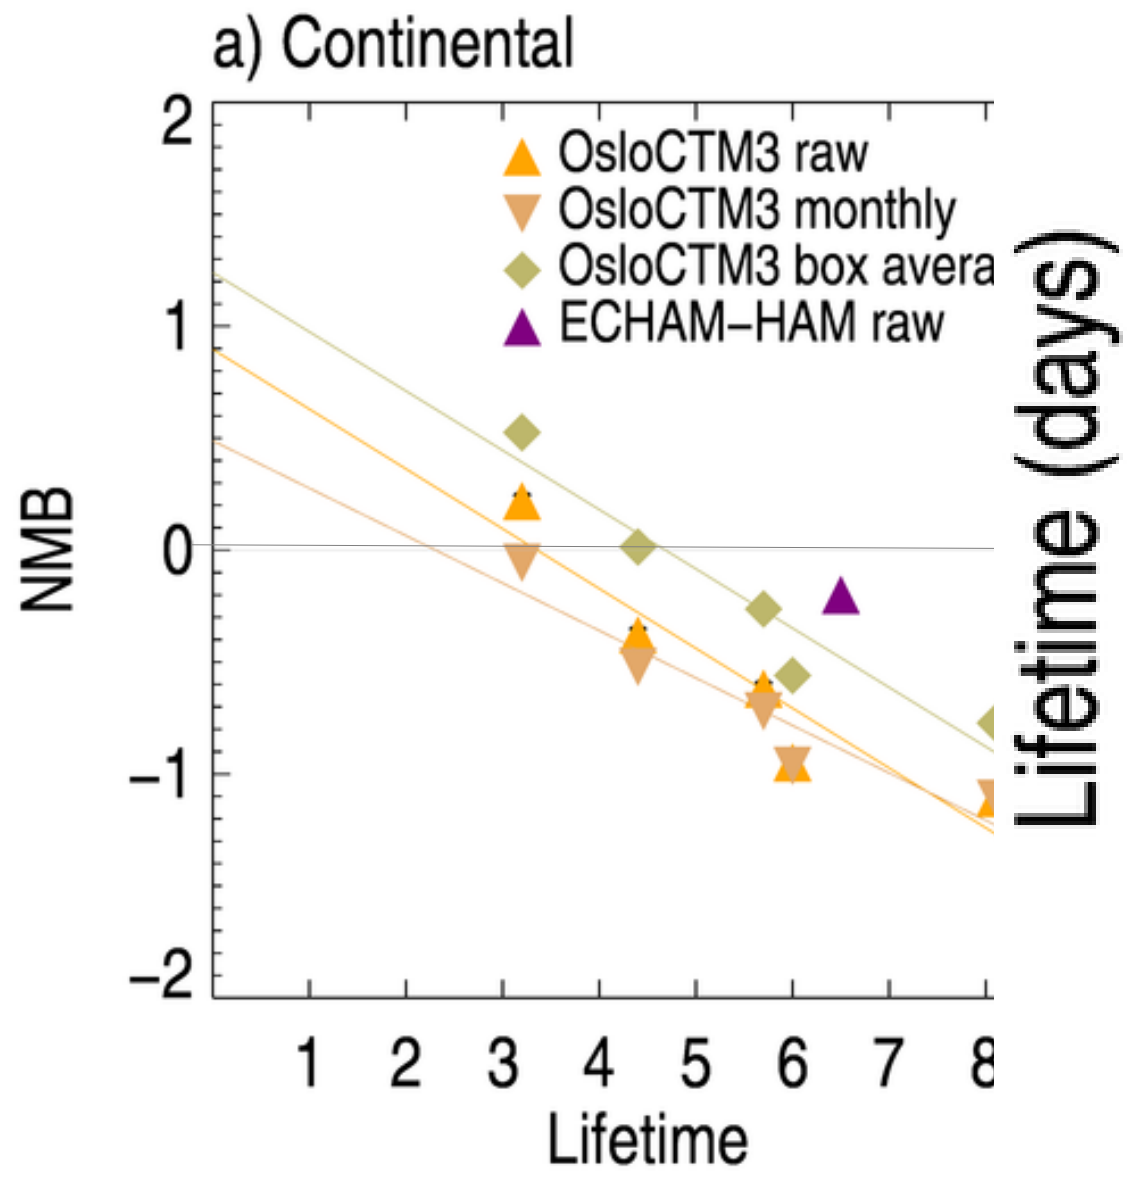 a) Continental
2
OsloCTM3 raw
OsloCTM3 monthly
OsloCTM3 box avera
ECHAM−HAM raw
1
0
−1
−2
NMB
1 2 3 4 5 6 7 8
Lifetime
Lifetime (days)